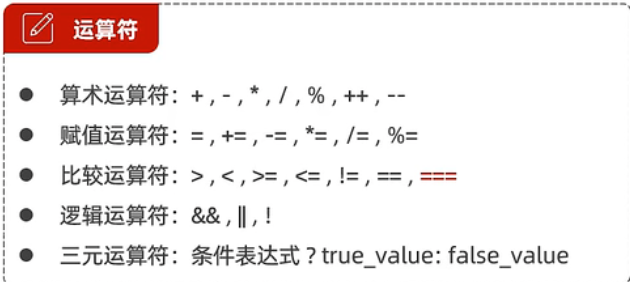 运算符
● 算术运算符：+ , - , * , / , % , ++ , --
● 赋值运算符：= , += , -= , *= , /= , %=
● 比较运算符：> , < , >= , <= , != , == , ===
● 逻辑运算符：&& , || , !
● 三元运算符：条件表达式 ? true_value: false_value